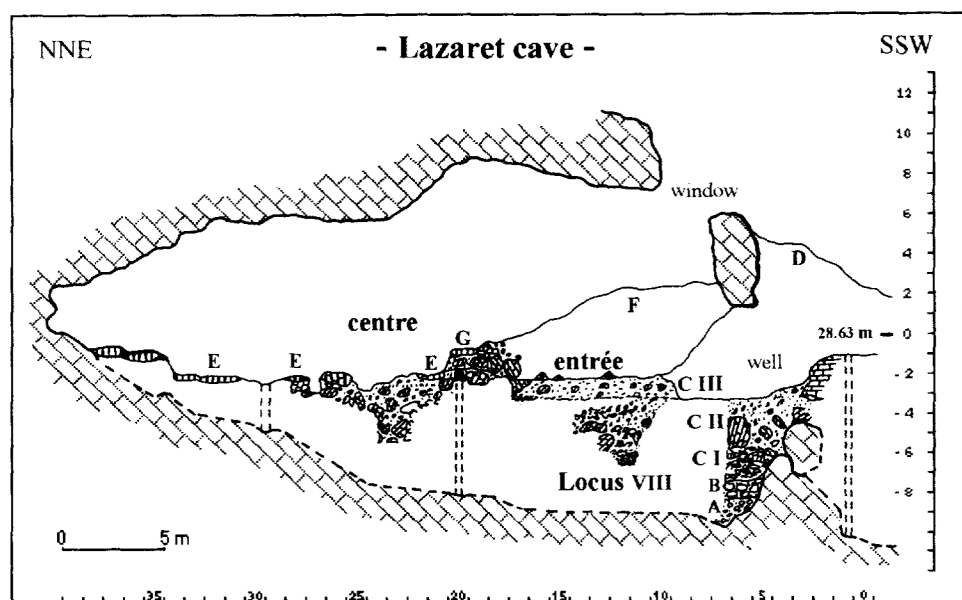 NNE - Lazaret cave - SSW
12
10
8
window
6
4
D
2
F
28.63 m 0
centre
G
entrée
well
E E E
-2
C III
C II
-4
C I
-6
Locus VIII
B
-8
A
0 5 m
35 30 25 20 15 10 5 0